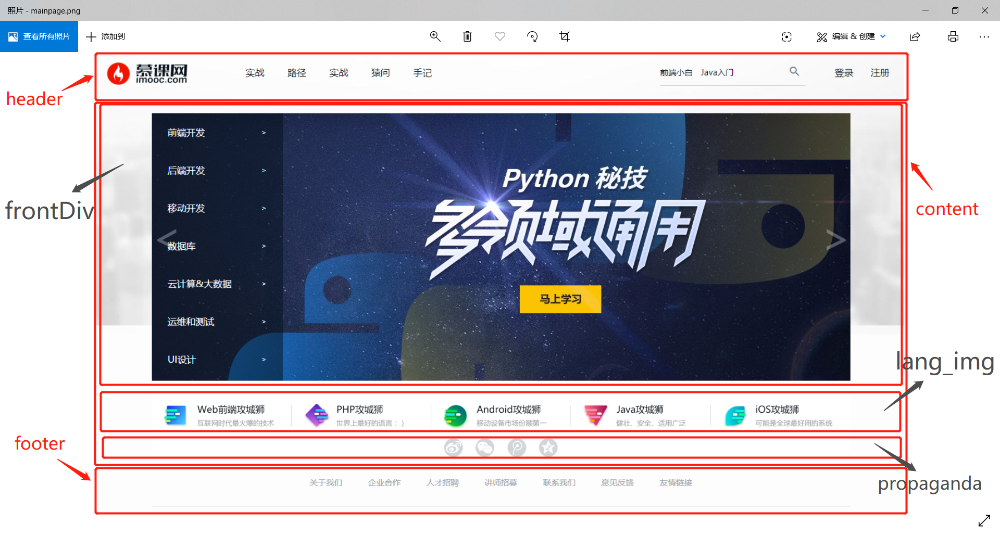 照片 - mainpage.png
查看所有照片
添加到
编辑 & 创建
慕课网
imooc.com
实战 路径 实战 猿问 手记
前端小白 Java入门
登录 注册
header
前端开发 >
后端开发 >
移动开发 >
数据库 >
云计算&大数据 >
运维和测试 >
UI设计 >
< >
Python 秘技
多领域通用
马上学习
frontDiv
content
lang_img
Web前端攻城狮
互联网时代最火爆的技术
PHP攻城狮
世界上最好的语言：）
Android攻城狮
移动设备市场份额第一
Java攻城狮
健壮、安全、适用广泛
iOS攻城狮
可能是全球最好用的系统
footer
propaganda
关于我们 企业合作 人才招聘 讲师招募 联系我们 意见反馈 友情链接